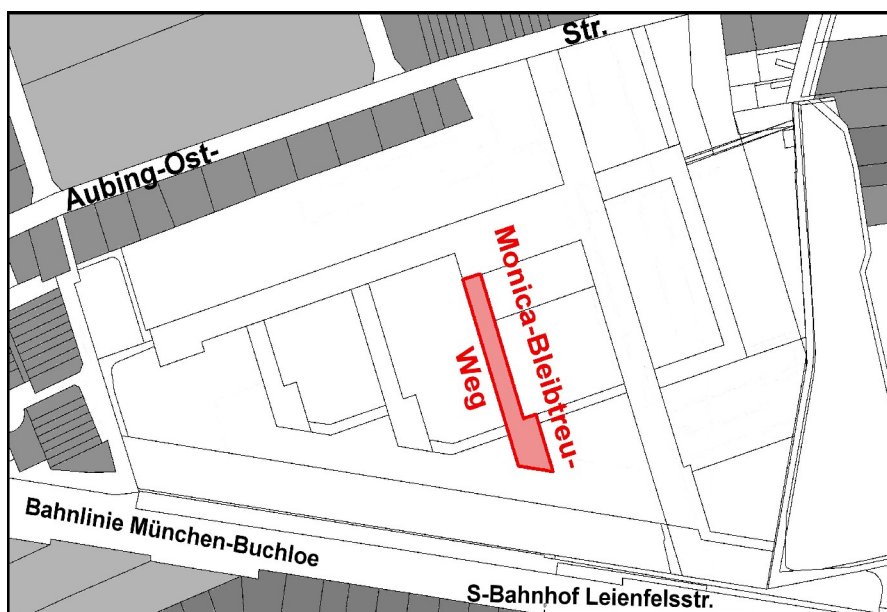 Aubing-Ost-
Str.
Monica-Bleibtreu-
Weg
Bahnlinie München-Buchloe
S-Bahnhof Leienfelsstr.